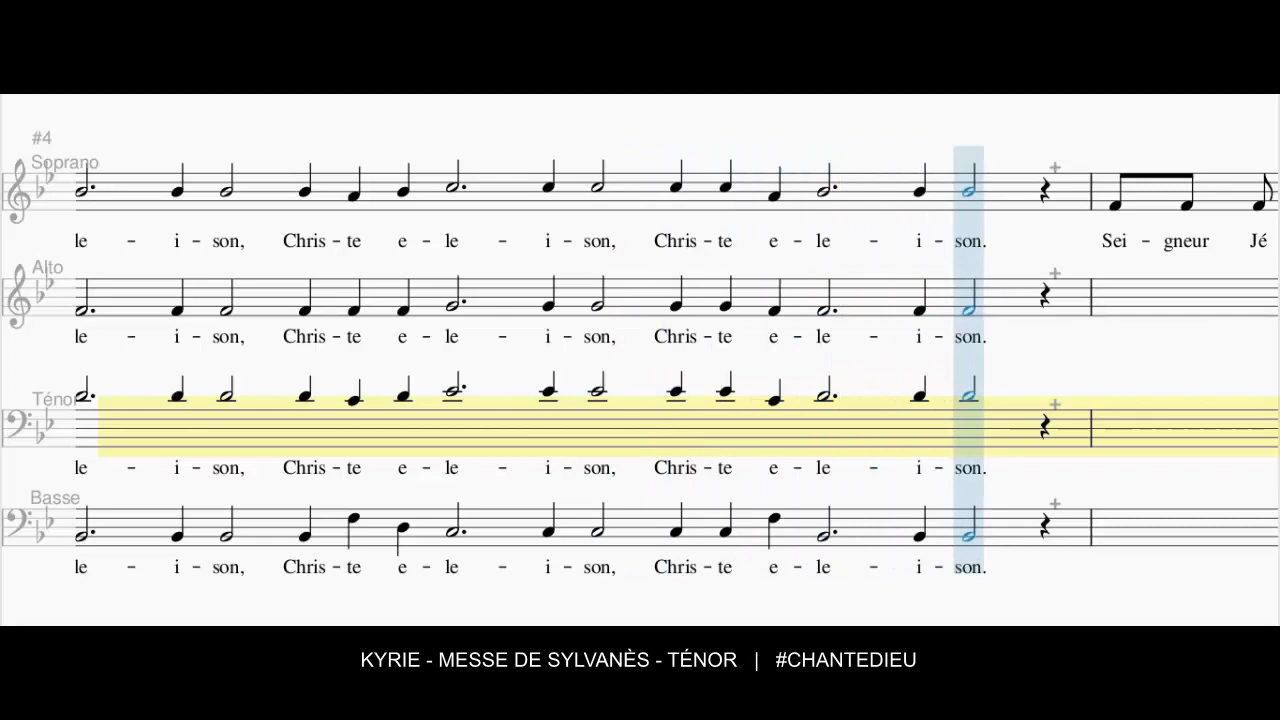 #4
Soprano
le - i - son, Chris - te e - le - i - son, Chris - te e - le - i - son. Sei - gneur Jé
Alto
le - i - son, Chris - te e - le - i - son, Chris - te e - le - i - son.
Ténor
le - i - son, Chris - te e - le - i - son, Chris - te e - le - i - son.
Basse
le - i - son, Chris - te e - le - i - son, Chris - te e - le - i - son.
KYRIE - MESSE DE SYLVANÈS - TÉNOR | #CHANTEDIEU